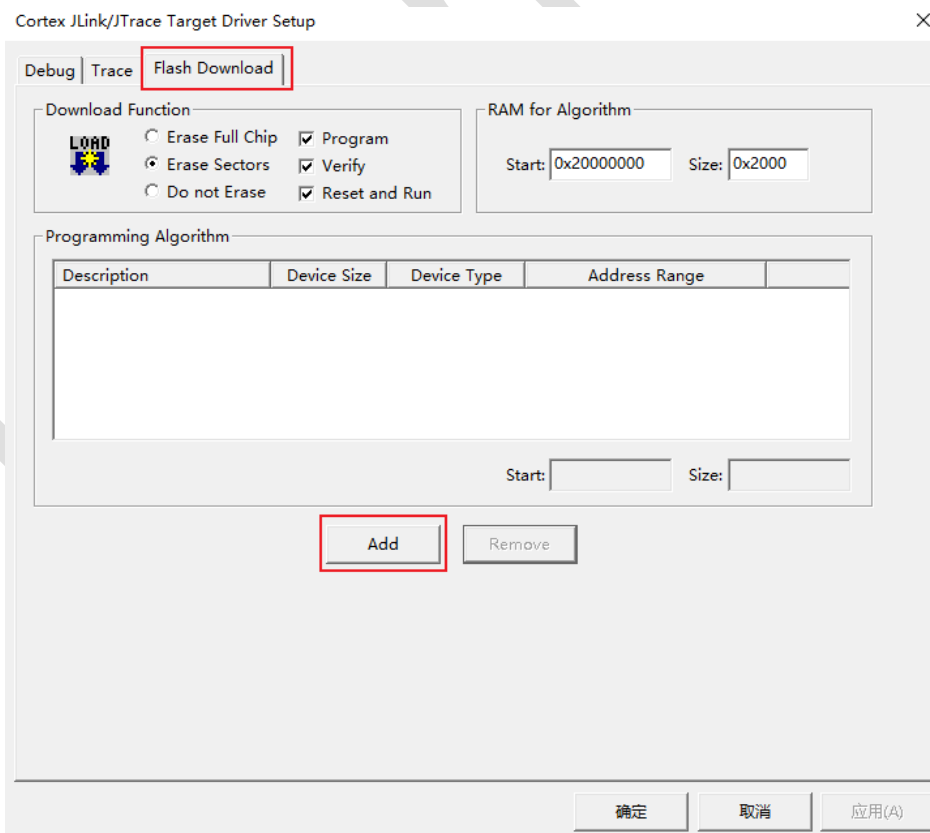 Cortex JLink/JTrace Target Driver Setup
Debug Trace Flash Download
Download Function
LOAD
Erase Full Chip Program
Erase Sectors Verify
Do not Erase Reset and Run
RAM for Algorithm
Start: 0x20000000 Size: 0x2000
Programming Algorithm
Description Device Size Device Type Address Range
Start: Size:
Add Remove
确定 取消 应用(A)